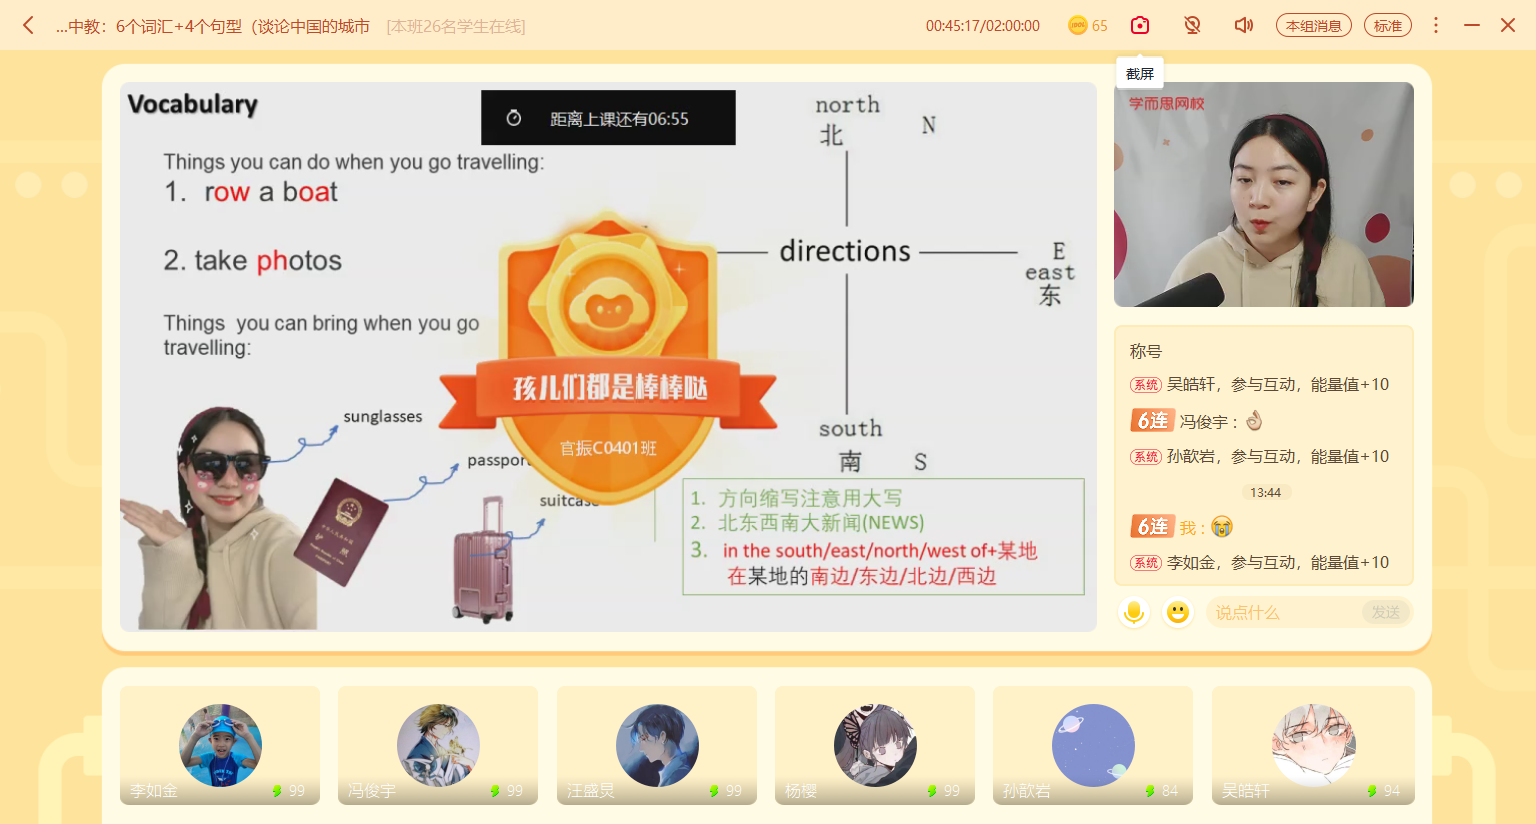 ...中教：6个词汇+4个句型（谈论中国的城市
[本班26名学生在线]
00:45:17/02:00:00
100
65
本组消息
标准
截屏
Vocabulary
距离上课还有06:55
Things you can do when you go travelling:
1. row a boat
2. take photos
Things you can bring when you go
travelling:
sunglasses
passport
suitcase
孩儿们都是棒棒哒
官振C0401班
north
北
N
directions
E
east
东
south
南
S
1. 方向缩写注意用大写
2. 北东西南大新闻(NEWS)
3. in the south/east/north/west of+某地
在某地的南边/东边/北边/西边
学而思网校
称号
系统 吴皓轩，参与互动，能量值+10
6连 冯俊宇：👌
系统 孙歆岩，参与互动，能量值+10
13:44
6连 我：😭
系统 李如金，参与互动，能量值+10
说点什么
发送
李如金 99
冯俊宇 99
汪盛炅 99
杨樱 99
孙歆岩 84
吴皓轩 94